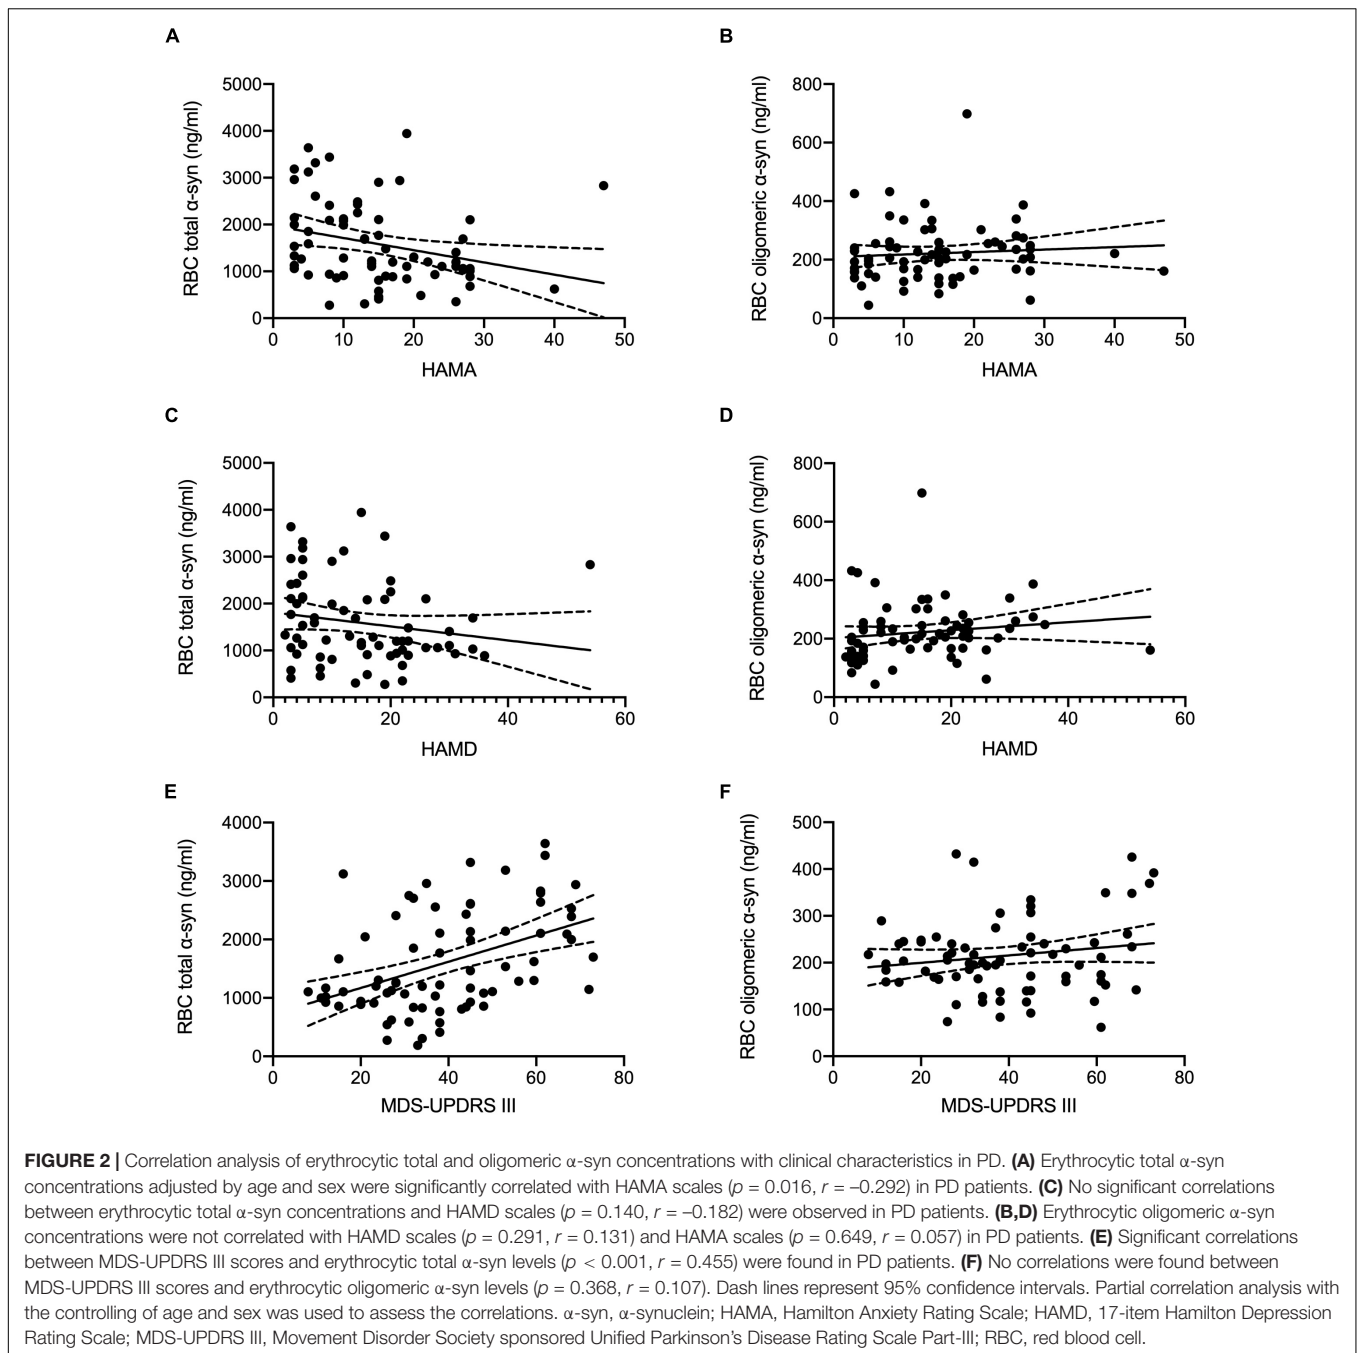 A
B
RBC total α-syn (ng/ml)
5000
4000
3000
2000
1000
0
0 10 20 30 40 50
HAMA
RBC oligomeric α-syn (ng/ml)
800
600
400
200
0
0 10 20 30 40 50
HAMA
C
D
RBC total α-syn (ng/ml)
5000
4000
3000
2000
1000
0
0 20 40 60
HAMD
RBC oligomeric α-syn (ng/ml)
800
600
400
200
0
0 20 40 60
HAMD
E
F
RBC total α-syn (ng/ml)
4000
3000
2000
1000
0
0 20 40 60 80
MDS-UPDRS III
RBC oligomeric α-syn (ng/ml)
500
400
300
200
100
0
0 20 40 60 80
MDS-UPDRS III
FIGURE 2 | Correlation analysis of erythrocytic total and oligomeric α-syn concentrations with clinical characteristics in PD. (A) Erythrocytic total α-syn
concentrations adjusted by age and sex were significantly correlated with HAMA scales (p = 0.016, r = –0.292) in PD patients. (C) No significant correlations
between erythrocytic total α-syn concentrations and HAMD scales (p = 0.140, r = –0.182) were observed in PD patients. (B,D) Erythrocytic oligomeric α-syn
concentrations were not correlated with HAMD scales (p = 0.291, r = 0.131) and HAMA scales (p = 0.649, r = 0.057) in PD patients. (E) Significant correlations
between MDS-UPDRS III scores and erythrocytic total α-syn levels (p < 0.001, r = 0.455) were found in PD patients. (F) No correlations were found between
MDS-UPDRS III scores and erythrocytic oligomeric α-syn levels (p = 0.368, r = 0.107). Dash lines represent 95% confidence intervals. Partial correlation analysis with
the controlling of age and sex was used to assess the correlations. α-syn, α-synuclein; HAMA, Hamilton Anxiety Rating Scale; HAMD, 17-item Hamilton Depression
Rating Scale; MDS-UPDRS III, Movement Disorder Society sponsored Unified Parkinson's Disease Rating Scale Part-III; RBC, red blood cell.